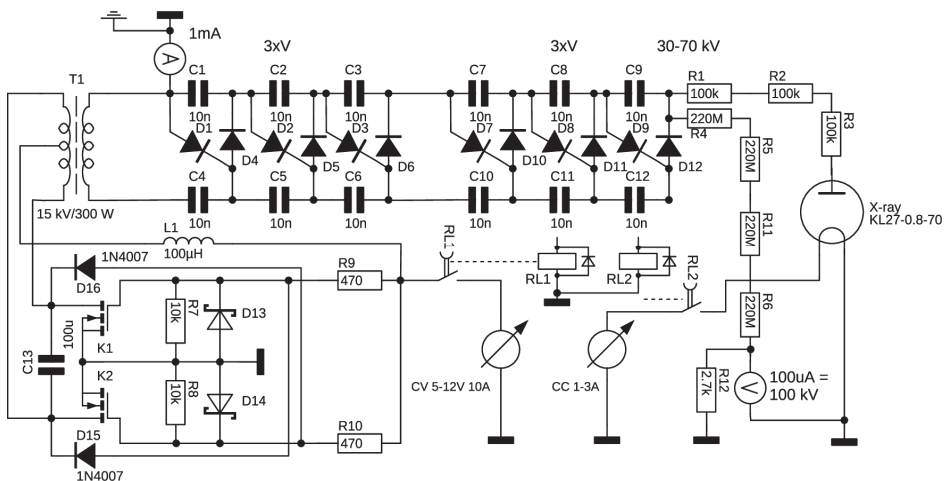 1mA
A
T1
15 kV/300 W
3xV
3xV
30-70 kV
C1
C2
C3
C7
C8
C9
10n
10n
10n
10n
10n
10n
D1
D2
D3
D7
D8
D9
D4
D5
D6
D10
D11
D12
C4
C5
C6
C10
C11
C12
10n
10n
10n
10n
10n
10n
R1
100k
R2
100k
R3
100k
220M
R4
R5
220M
R11
220M
R6
220M
X-ray
KL27-0.8-70
L1
100µH
1N4007
D16
R9
470
RL1
RL1
RL2
RL2
R7
10k
D13
100u
C13
K1
K2
R8
10k
D14
CV 5-12V 10A
CC 1-3A
R12
2.7k
V
100uA =
100 kV
D15
1N4007
R10
470